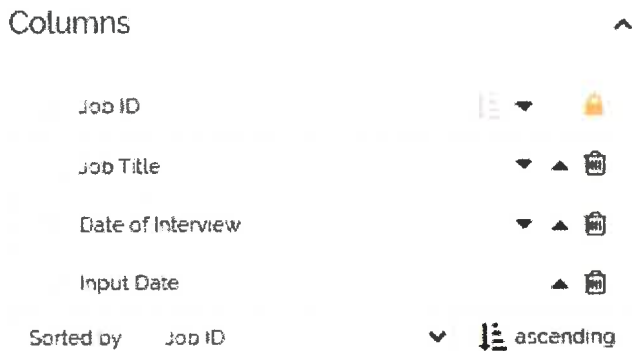 Columns
Job ID
Job Title
Date of Interview
Input Date
Sorted by Job ID ascending